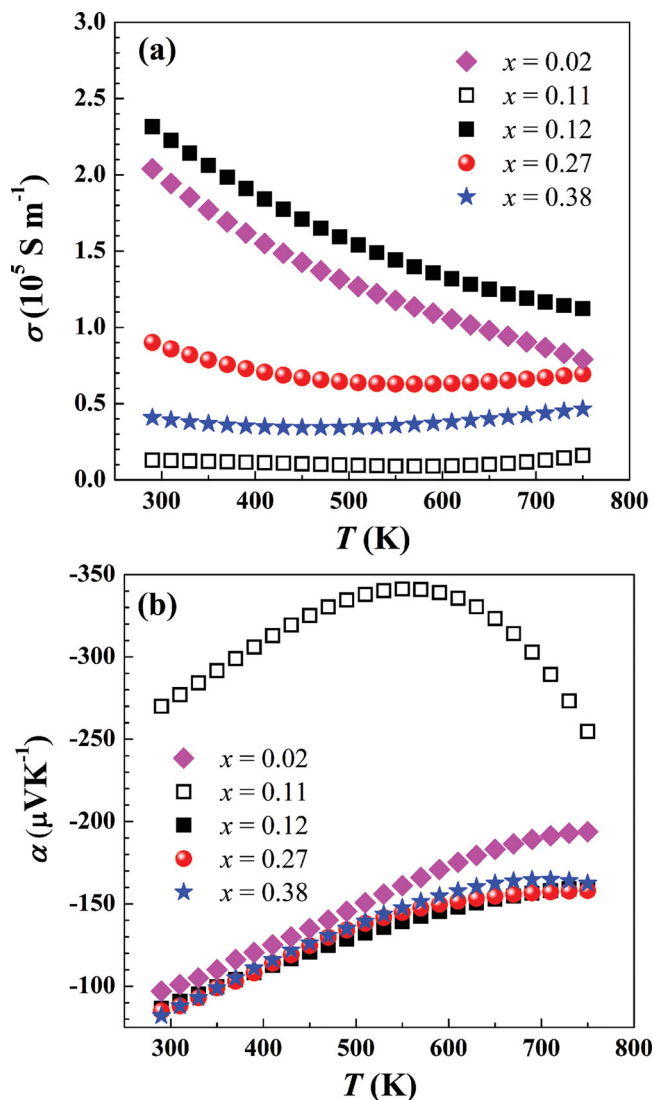 (a)
3.0
2.5
2.0
1.5
1.0
0.5
0.0
σ (10⁵ S m⁻¹)
x = 0.02
x = 0.11
x = 0.12
x = 0.27
x = 0.38
300 400 500 600 700 800
T (K)
(b)
-350
-300
-250
-200
-150
-100
α (μVK⁻¹)
x = 0.02
x = 0.11
x = 0.12
x = 0.27
x = 0.38
300 400 500 600 700 800
T (K)